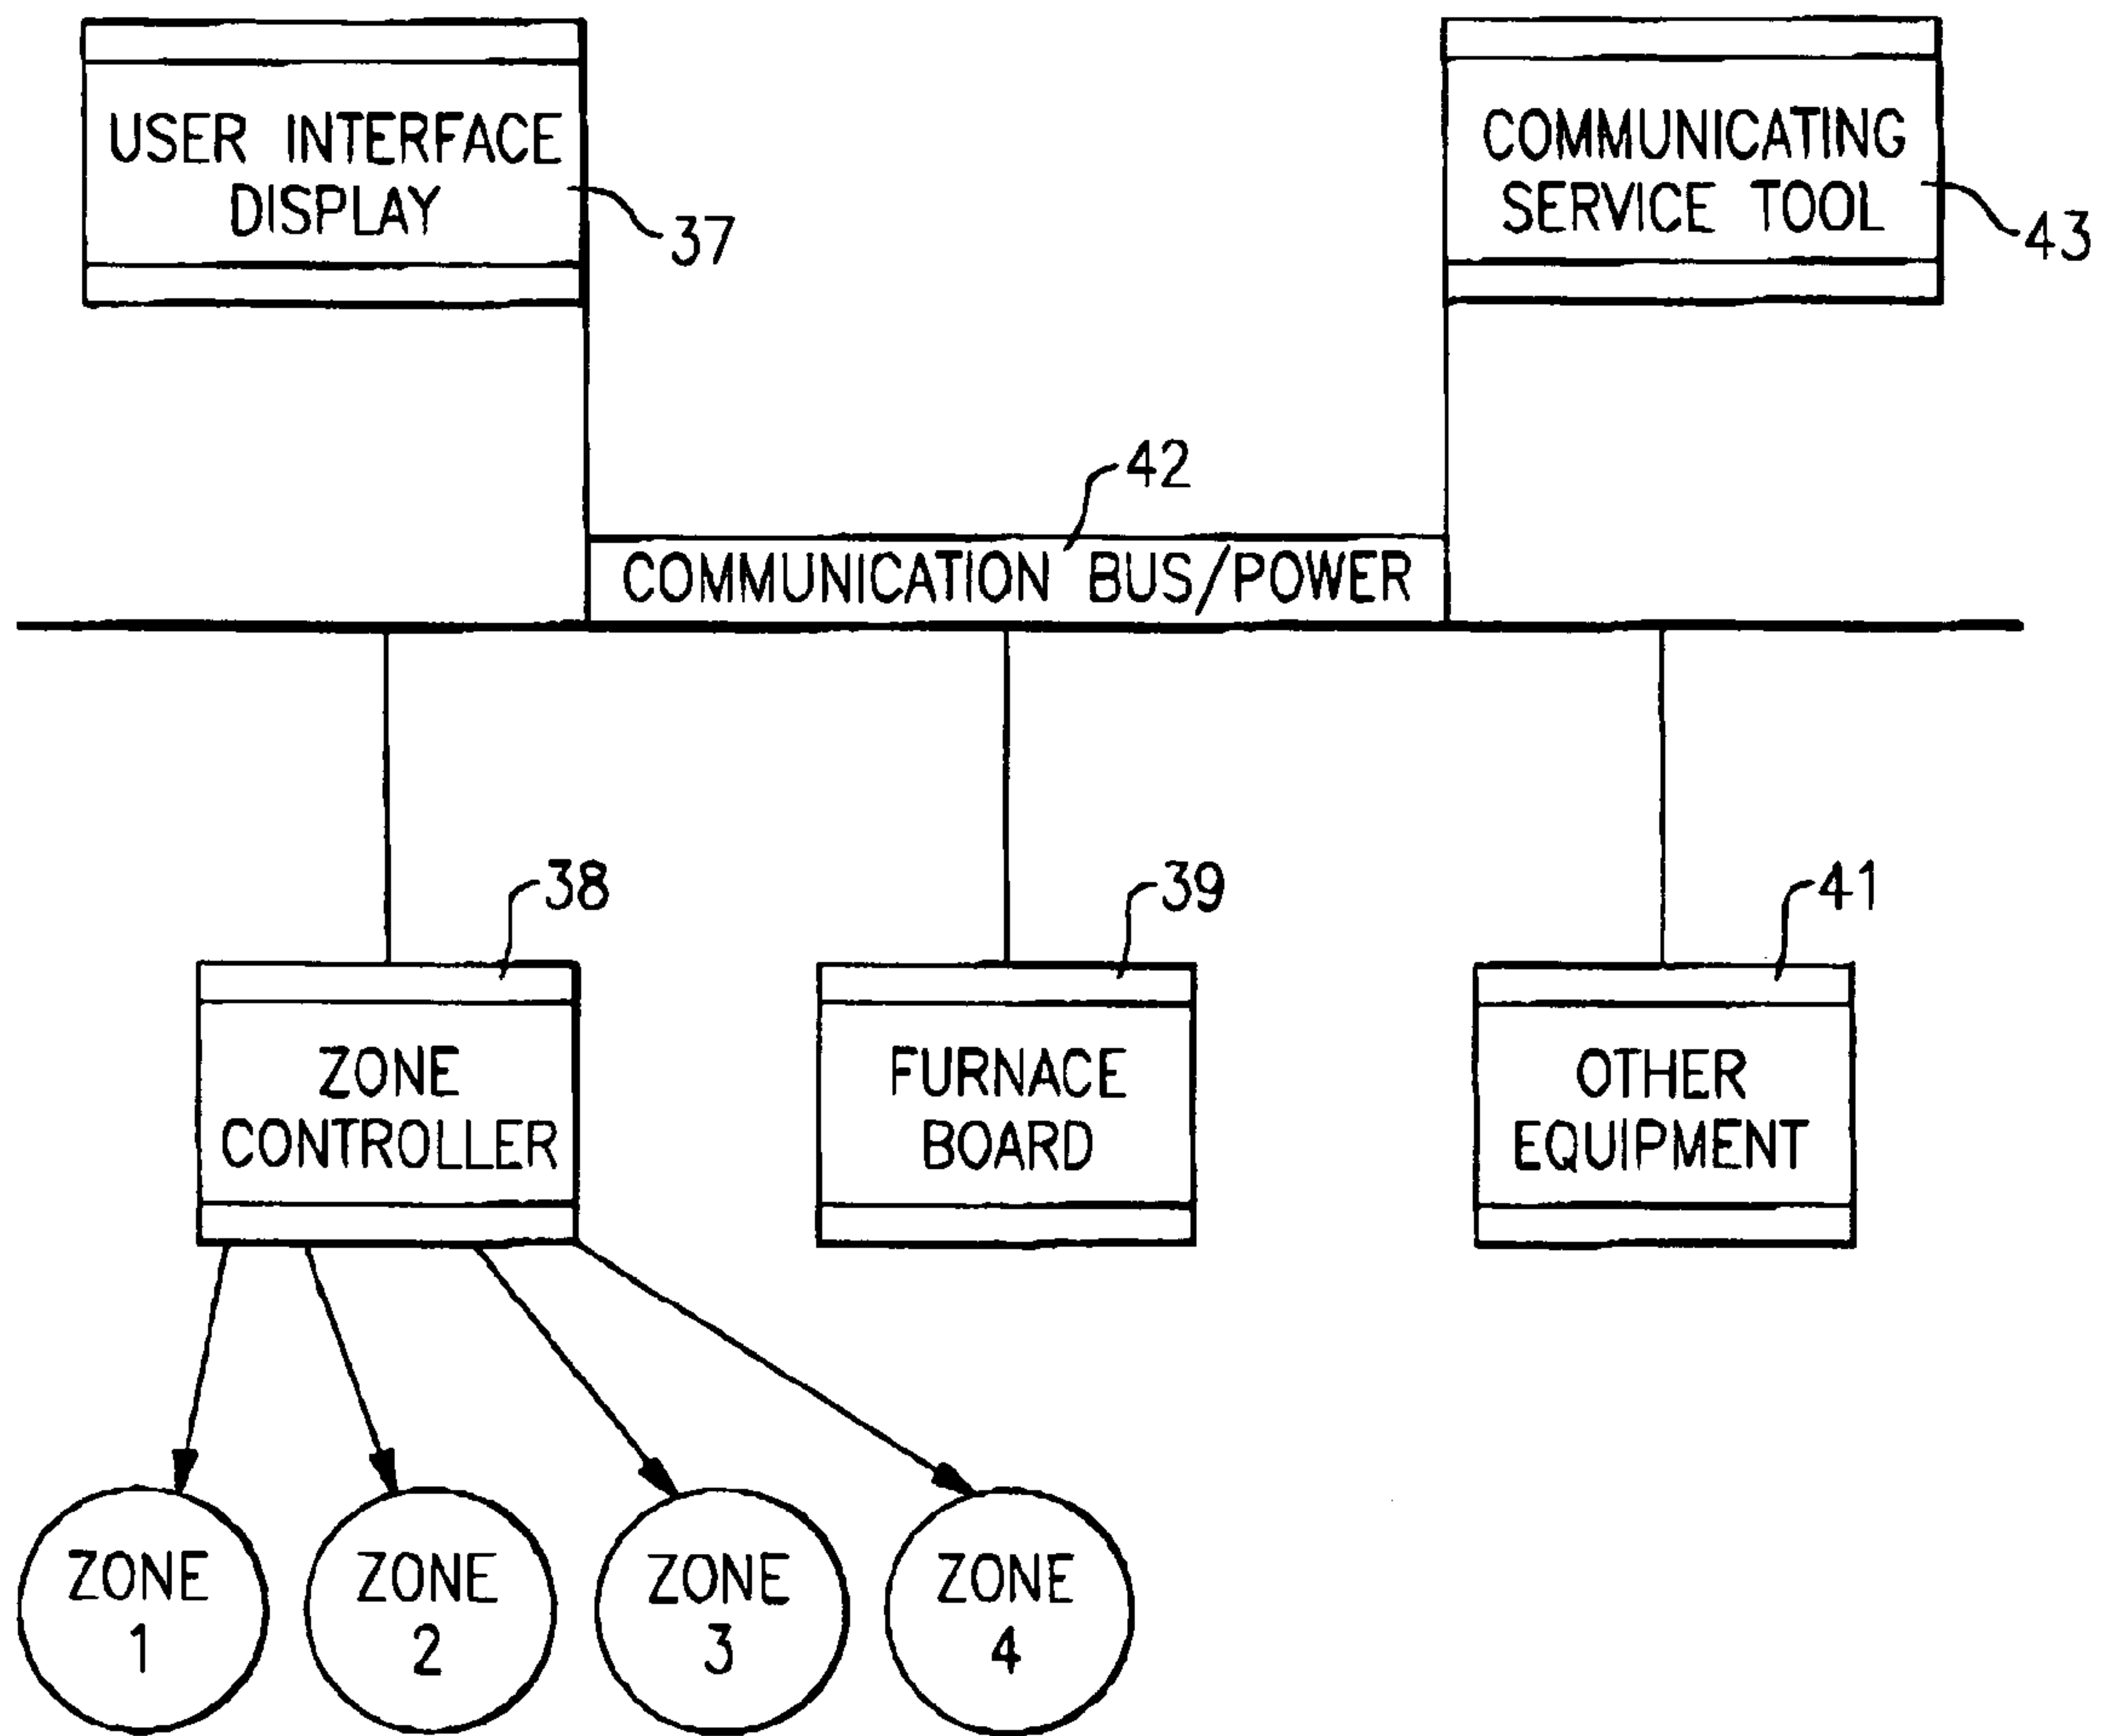 USER INTERFACE
DISPLAY
37
COMMUNICATING
SERVICE TOOL
43
42
COMMUNICATION BUS/POWER
38
39
41
ZONE
CONTROLLER
FURNACE
BOARD
OTHER
EQUIPMENT
ZONE
1
ZONE
2
ZONE
3
ZONE
4